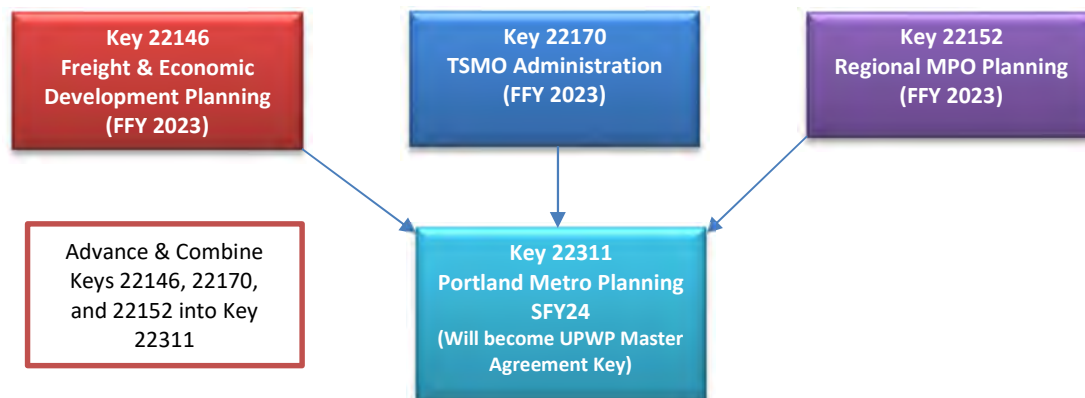 Key 22146
Freight & Economic
Development Planning
(FFY 2023)
Key 22170
TSMO Administration
(FFY 2023)
Key 22152
Regional MPO Planning
(FFY 2023)
Advance & Combine
Keys 22146, 22170,
and 22152 into Key
22311
Key 22311
Portland Metro Planning
SFY24
(Will become UPWP Master
Agreement Key)